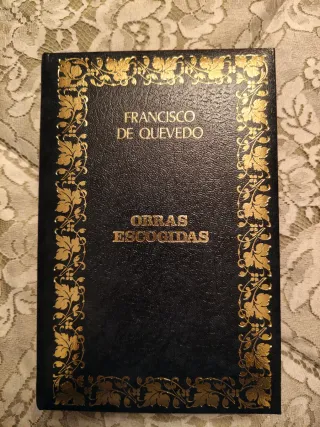 FRANCISCO
DE QUEVEDO
OBRAS
ESCOGIDAS